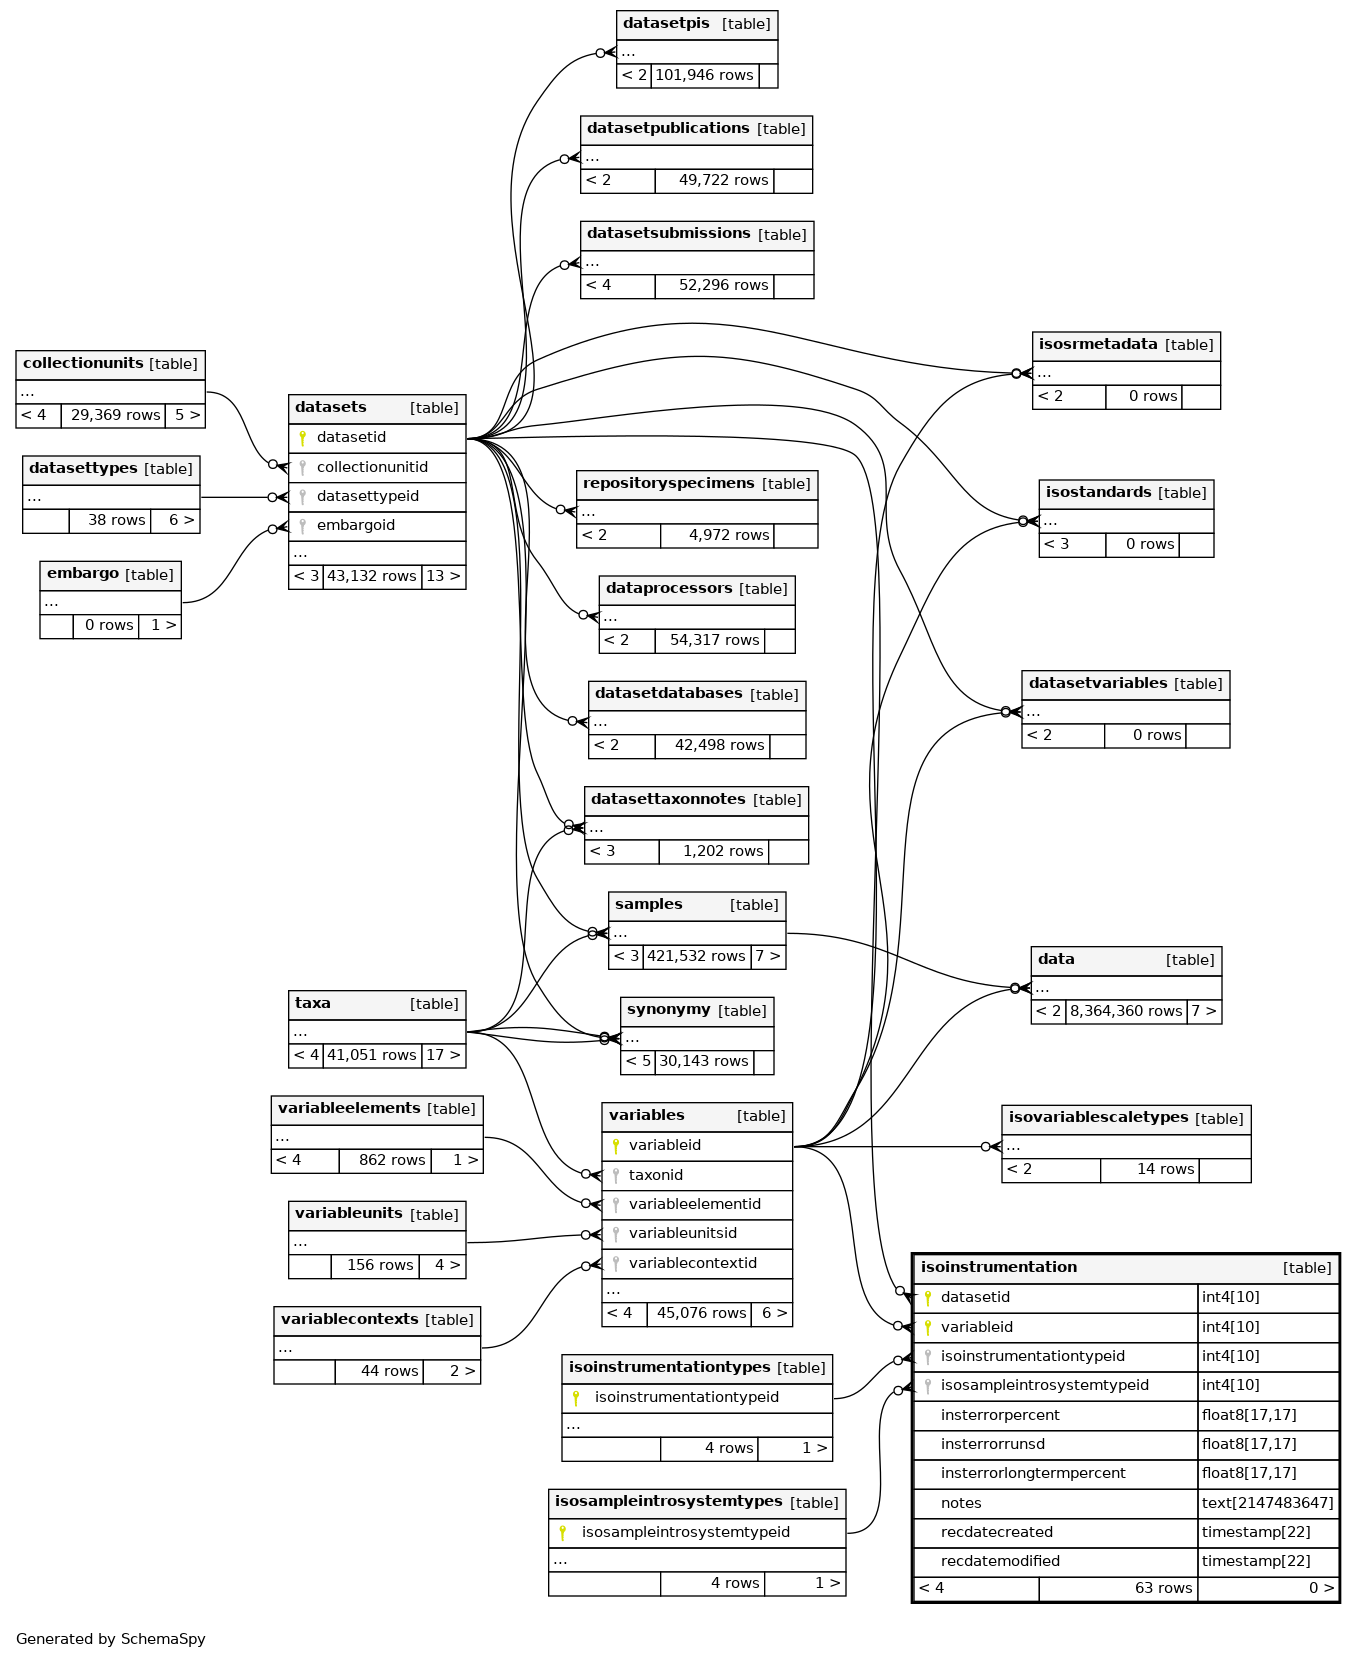 datasetpis [table]
...
< 2 101,946 rows
datasetpublications [table]
...
< 2 49,722 rows
datasetsubmissions [table]
...
< 4 52,296 rows
isosrmetadata [table]
...
< 2 0 rows
collectionunits [table]
...
< 4 29,369 rows 5 >
datasets [table]
datasetid
collectionunitid
datasettypeid
embargoid
...
< 3 43,132 rows 13 >
datasettypes [table]
...
38 rows 6 >
embargo [table]
...
0 rows 1 >
repositoryspecimens [table]
...
< 2 4,972 rows
isostandards [table]
...
< 3 0 rows
dataprocessors [table]
...
< 2 54,317 rows
datasetdatabases [table]
...
< 2 42,498 rows
datasetvariables [table]
...
< 2 0 rows
datasettaxonnotes [table]
...
< 3 1,202 rows
samples [table]
...
< 3 421,532 rows 7 >
data [table]
...
< 2 8,364,360 rows 7 >
taxa [table]
...
< 4 41,051 rows 17 >
synonymy [table]
...
< 5 30,143 rows
variableelements [table]
...
< 4 862 rows 1 >
variables [table]
variableid
taxonid
variableelementid
variableunitsid
variablecontextid
...
< 4 45,076 rows 6 >
isovariablescaletypes [table]
...
< 2 14 rows
variableunits [table]
...
156 rows 4 >
variablecontexts [table]
...
44 rows 2 >
isoinstrumentation [table]
datasetid int4[10]
variableid int4[10]
isoinstrumentationtypeid int4[10]
isosampleintrosystemtypeid int4[10]
insterrorpercent float8[17,17]
insterrorrunsd float8[17,17]
insterrorlongtermpercent float8[17,17]
notes text[2147483647]
recdatecreated timestamp[22]
recdatemodified timestamp[22]
< 4 63 rows 0 >
isoinstrumentationtypes [table]
isoinstrumentationtypeid
...
4 rows 1 >
isosampleintrosystemtypes [table]
isosampleintrosystemtypeid
...
4 rows 1 >
Generated by SchemaSpy